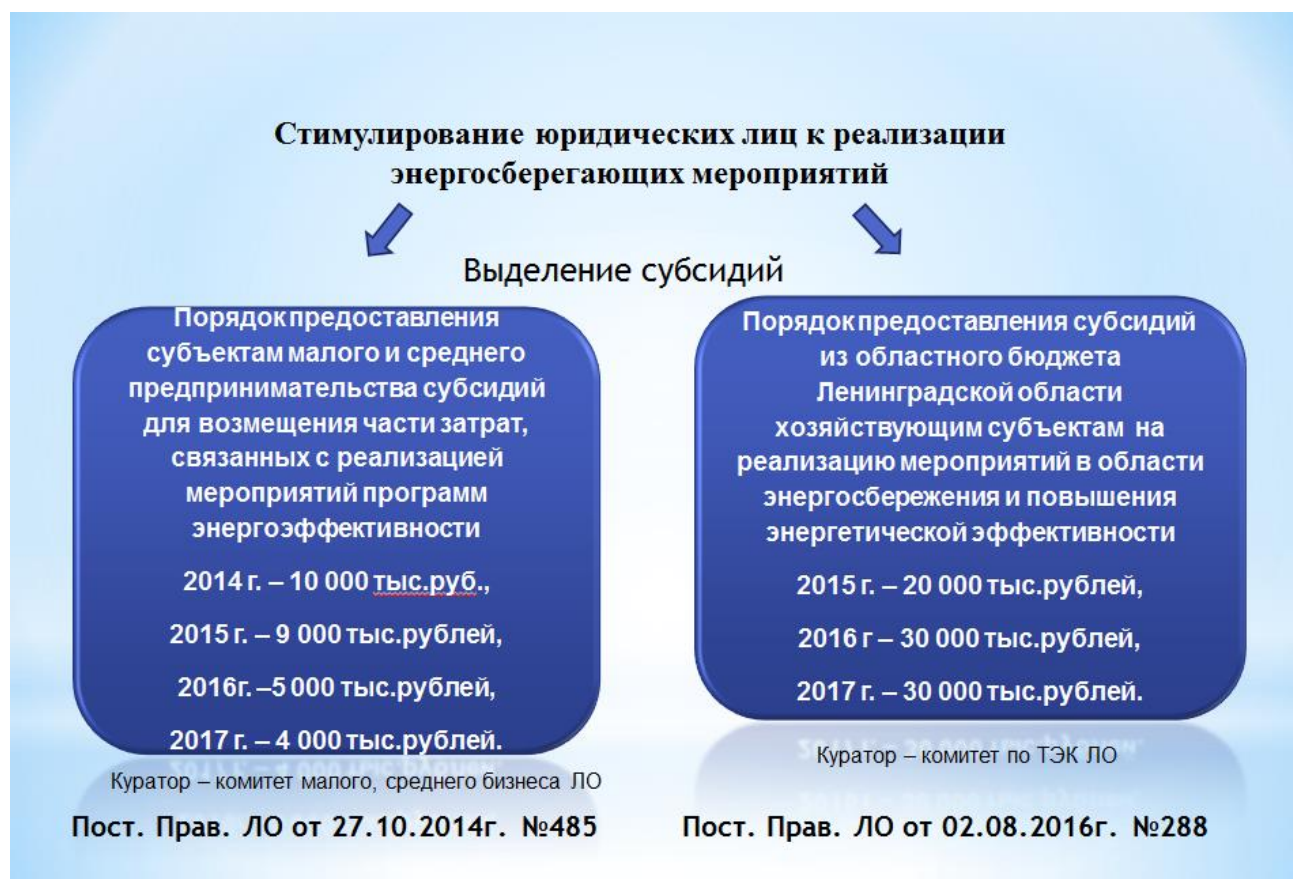 Стимулирование юридических лиц к реализации
энергосберегающих мероприятий
Выделение субсидий
Порядок предоставления
субъектам малого и среднего
предпринимательства субсидий
для возмещения части затрат,
связанных с реализацией
мероприятий программ
энергоэффективности
2014 г. – 10 000 тыс.руб.,
2015 г. – 9 000 тыс.рублей,
2016г. –5 000 тыс.рублей,
2017 г. – 4 000 тыс.рублей.
Куратор – комитет малого, среднего бизнеса ЛО
Пост. Прав. ЛО от 27.10.2014г. №485
Порядок предоставления субсидий
из областного бюджета
Ленинградской области
хозяйствующим субъектам на
реализацию мероприятий в области
энергосбережения и повышения
энергетической эффективности
2015 г. – 20 000 тыс.рублей,
2016 г – 30 000 тыс.рублей,
2017 г. – 30 000 тыс.рублей.
Куратор – комитет по ТЭК ЛО
Пост. Прав. ЛО от 02.08.2016г. №288